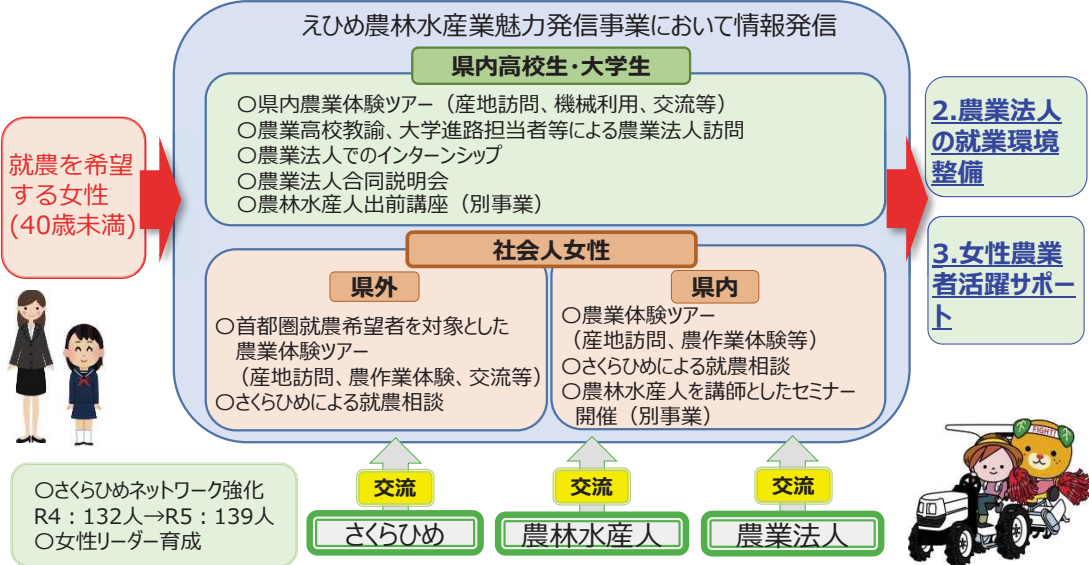 えひめ農林水産業魅力発信事業において情報発信
県内高校生・大学生
〇県内農業体験ツアー（産地訪問、機械利用、交流等）
〇農業高校教諭、大学進路担当者等による農業法人訪問
〇農業法人でのインターンシップ
〇農業法人合同説明会
〇農林水産人出前講座（別事業）
就農を希望
する女性
(40歳未満)
社会人女性
県外
〇首都圏就農希望者を対象とした
農業体験ツアー
（産地訪問、農作業体験、交流等）
〇さくらひめによる就農相談
県内
〇農業体験ツアー
（産地訪問、農作業体験等）
〇さくらひめによる就農相談
〇農林水産人を講師としたセミナー
開催（別事業）
2.農業法人
の就業環境
整備
3.女性農業
者活躍サポー
ト
〇さくらひめネットワーク強化
R4：132人→R5：139人
〇女性リーダー育成
交流
さくらひめ
交流
農林水産人
交流
農業法人
FIGHT!